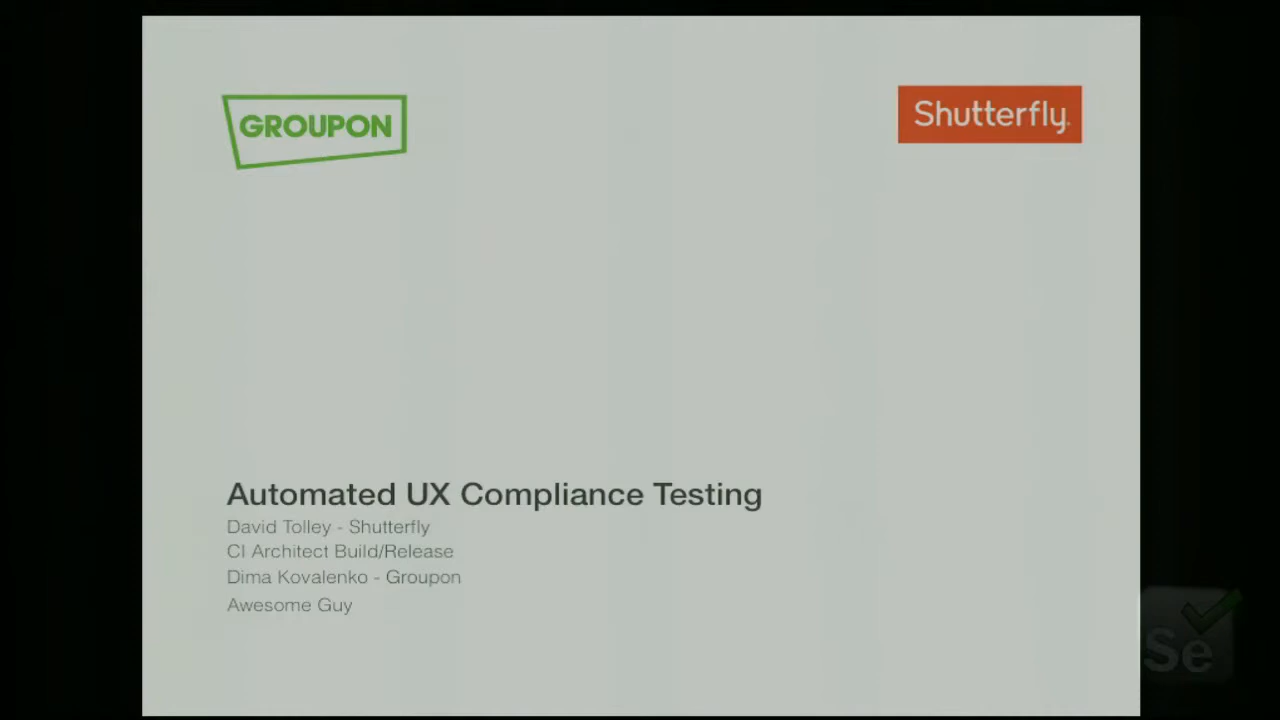 GROUPON
Shutterfly.
Automated UX Compliance Testing
David Tolley - Shutterfly
CI Architect Build/Release
Dima Kovalenko - Groupon
Awesome Guy
Se